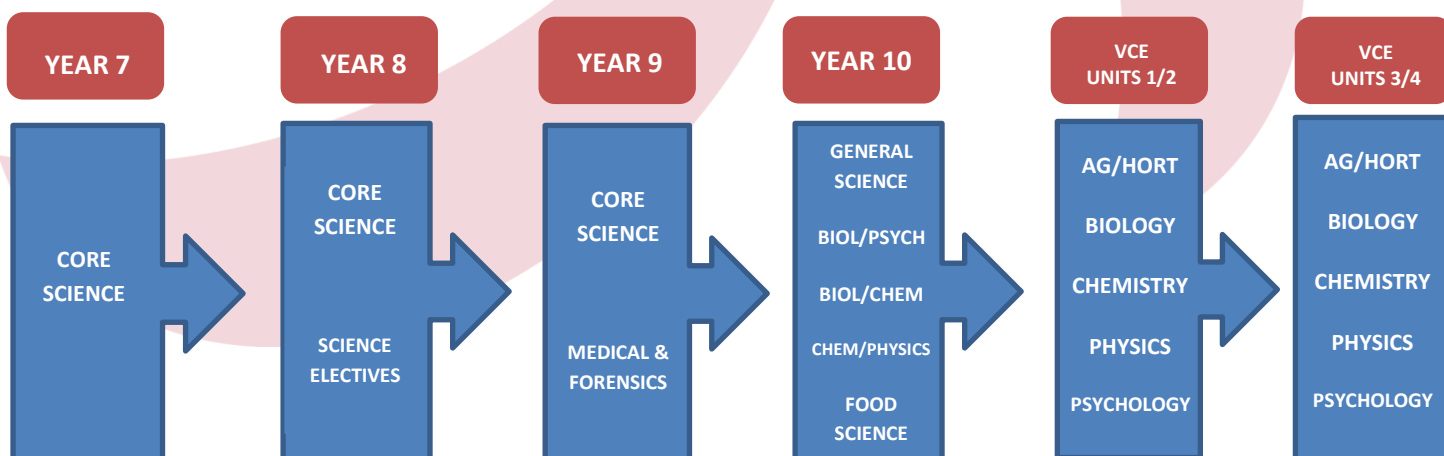 YEAR 7
CORE
SCIENCE
YEAR 8
CORE
SCIENCE
SCIENCE
ELECTIVES
YEAR 9
CORE
SCIENCE
MEDICAL &
FORENSICS
YEAR 10
GENERAL
SCIENCE
BIOL/PSYCH
BIOL/CHEM
CHEM/PHYSICS
FOOD
SCIENCE
VCE
UNITS 1/2
AG/HORT
BIOLOGY
CHEMISTRY
PHYSICS
PSYCHOLOGY
VCE
UNITS 3/4
AG/HORT
BIOLOGY
CHEMISTRY
PHYSICS
PSYCHOLOGY